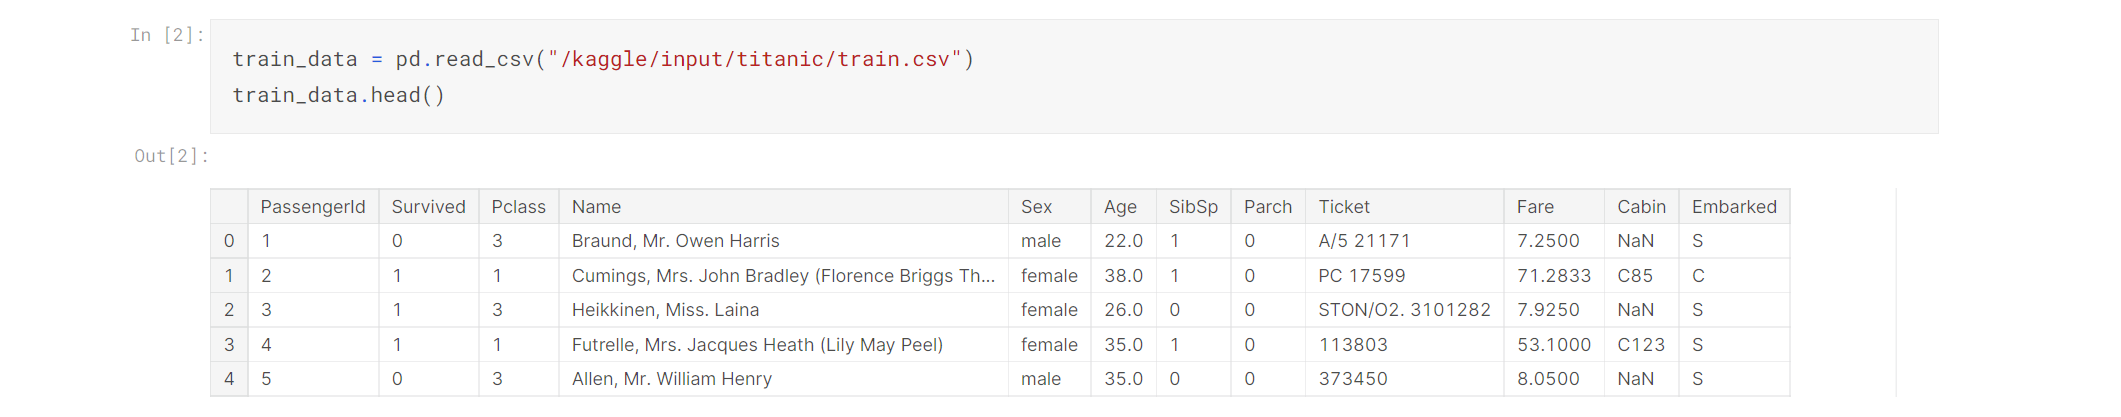 In [2]:
train_data = pd.read_csv("/kaggle/input/titanic/train.csv")
train_data.head()
Out[2]:
PassengerId Survived Pclass Name Sex Age SibSp Parch Ticket Fare Cabin Embarked
0 1 0 3 Braund, Mr. Owen Harris male 22.0 1 0 A/5 21171 7.2500 NaN S
1 2 1 1 Cumings, Mrs. John Bradley (Florence Briggs Th... female 38.0 1 0 PC 17599 71.2833 C85 C
2 3 1 3 Heikkinen, Miss. Laina female 26.0 0 0 STON/O2. 3101282 7.9250 NaN S
3 4 1 1 Futrelle, Mrs. Jacques Heath (Lily May Peel) female 35.0 1 0 113803 53.1000 C123 S
4 5 0 3 Allen, Mr. William Henry male 35.0 0 0 373450 8.0500 NaN S